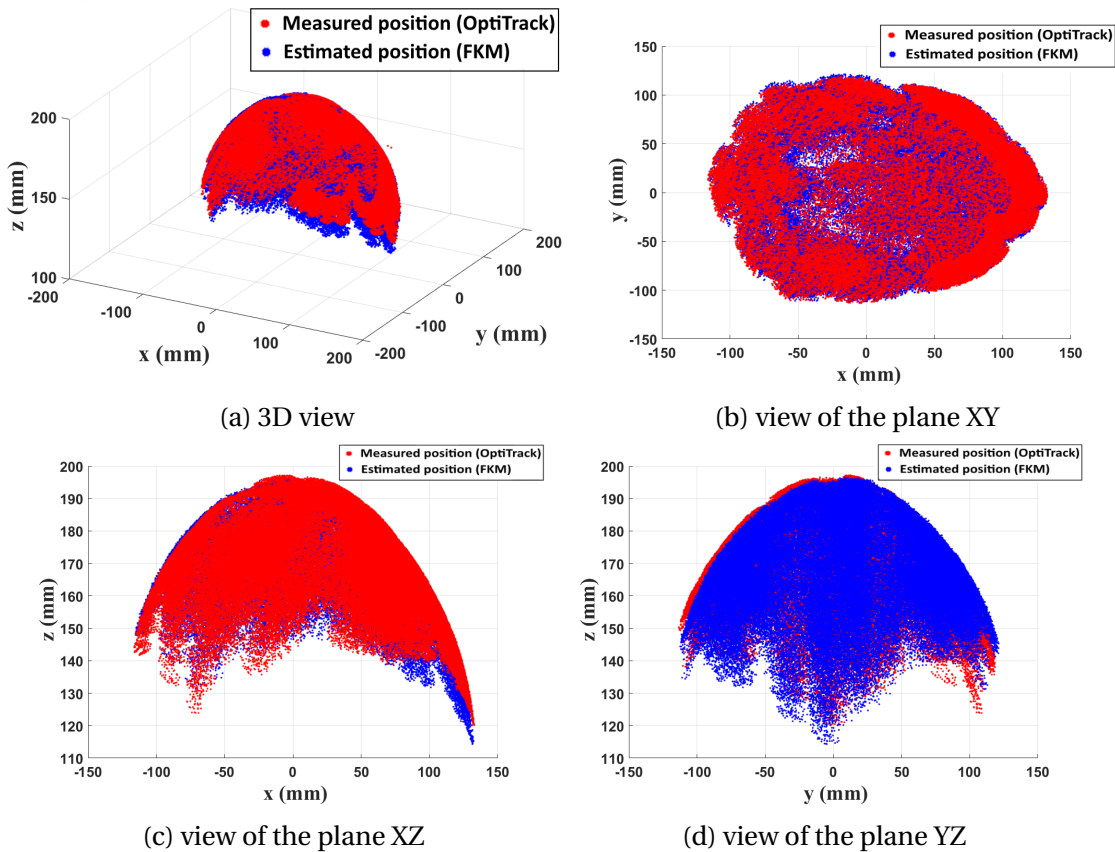 Measured position (OptiTrack)
Estimated position (FKM)
200
150
100
z (mm)
-200
-100
0
100
200
x (mm)
-200
-100
0
100
200
y (mm)
(a) 3D view
Measured position (OptiTrack)
Estimated position (FKM)
150
100
50
0
-50
-100
-150
y (mm)
-150
-100
-50
0
50
100
150
x (mm)
(b) view of the plane XY
Measured position (OptiTrack)
Estimated position (FKM)
200
190
180
170
160
150
140
130
120
110
z (mm)
-150
-100
-50
0
50
100
150
x (mm)
(c) view of the plane XZ
Measured position (OptiTrack)
Estimated position (FKM)
200
190
180
170
160
150
140
130
120
110
z (mm)
-150
-100
-50
0
50
100
150
y (mm)
(d) view of the plane YZ